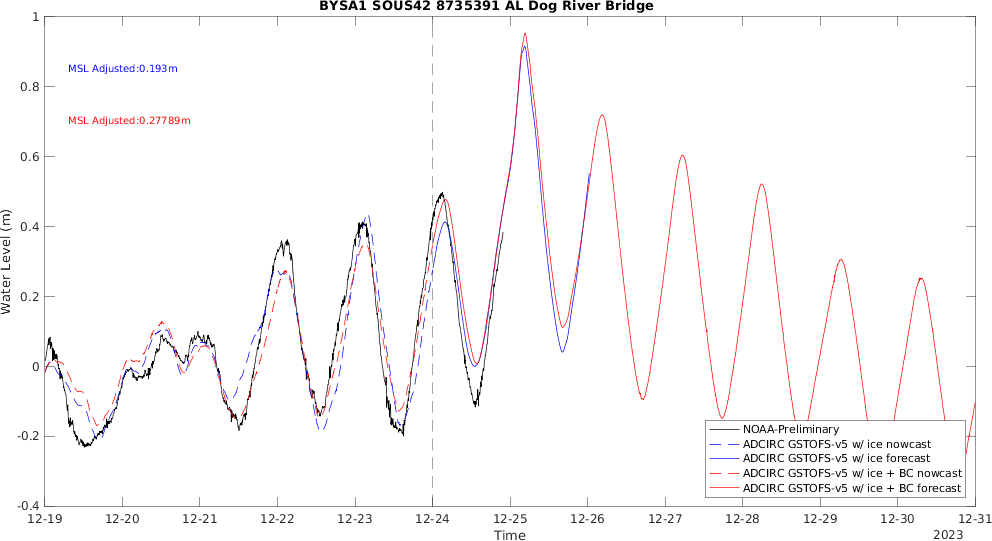 BYSA1 SOUS42 8735391 AL Dog River Bridge
MSL Adjusted:0.193m
MSL Adjusted:0.27789m
Water Level (m)
1
0.8
0.6
0.4
0.2
0
-0.2
-0.4
NOAA-Preliminary
ADCIRC GSTOFS-v5 w/ ice nowcast
ADCIRC GSTOFS-v5 w/ ice forecast
ADCIRC GSTOFS-v5 w/ ice + BC nowcast
ADCIRC GSTOFS-v5 w/ ice + BC forecast
12-19 12-20 12-21 12-22 12-23 12-24 12-25 12-26 12-27 12-28 12-29 12-30 12-31
Time
2023